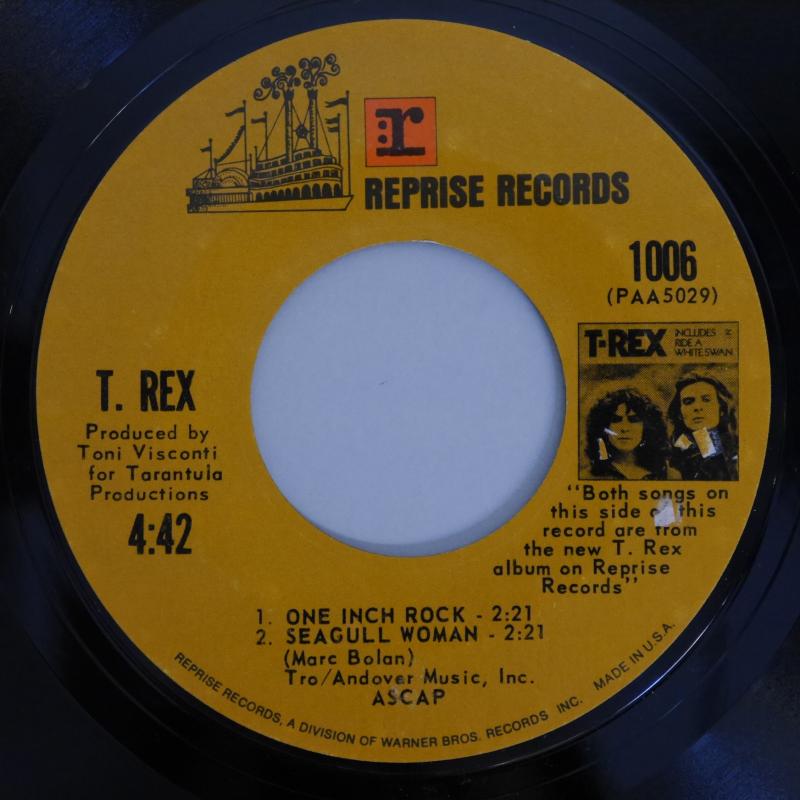 r
REPRISE RECORDS
1006
(PAA5029)
T·REX
INCLUDES
RIDE A
WHITE SWAN
T. REX
Produced by
Toni Visconti
for Tarantula
Productions
4:42
"Both songs on
this side of this
record are from
the new T. Rex
album on Reprise
Records"
1. ONE INCH ROCK - 2:21
2. SEAGULL WOMAN - 2:21
(Marc Bolan)
Tro/Andover Music, Inc.
ASCAP
REPRISE RECORDS, A DIVISION OF WARNER BROS. RECORDS INC. MADE IN U.S.A.